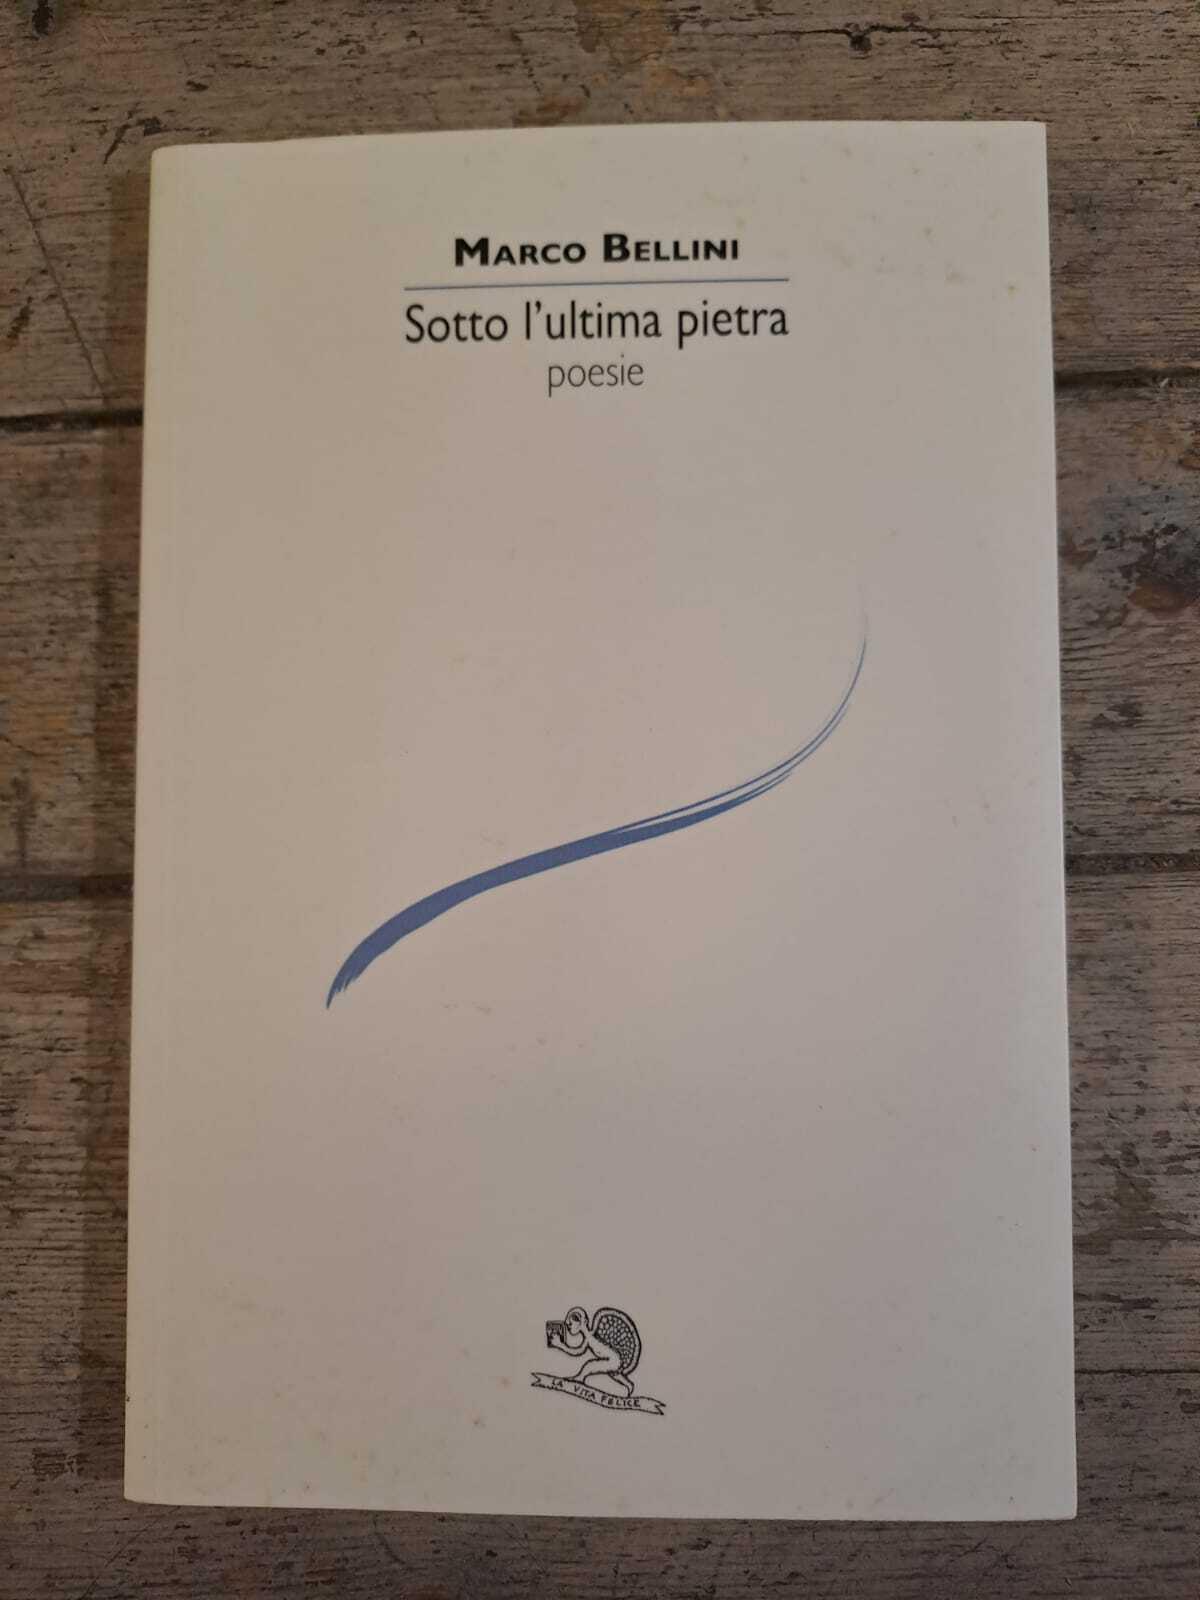 MARCO BELLINI
Sotto l'ultima pietra
poesie
LA VITA FELICE